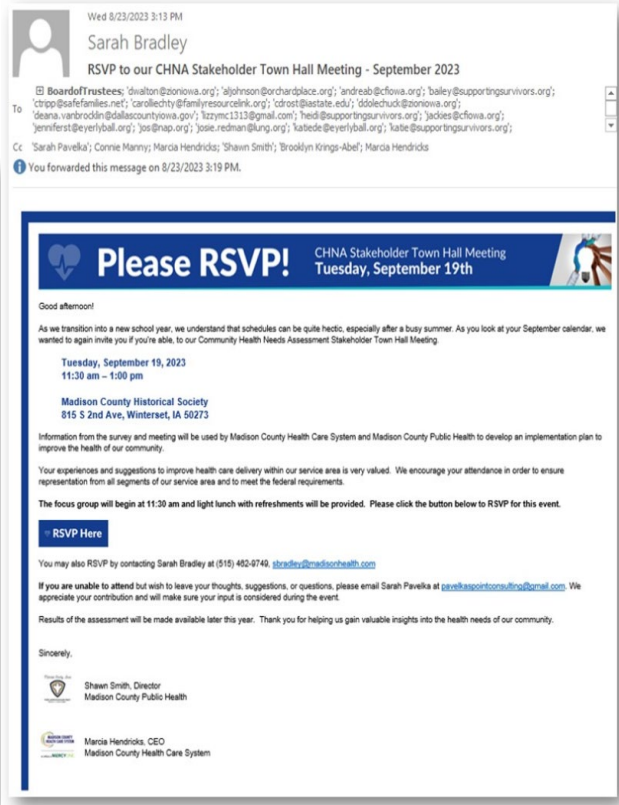 Wed 8/23/2023 3:13 PM
Sarah Bradley
RSVP to our CHNA Stakeholder Town Hall Meeting - September 2023
To
BoardofTrustees; 'dwalton@zioniowa.org'; 'aljohnson@orchardplace.org'; 'andreab@cfiowa.org'; 'bailey@supportingsurvivors.org';
'ctripp@safefamilies.net'; 'carollechty@familyresourcelink.org'; 'cdrost@iastate.edu'; 'ddolechuck@zioniowa.org';
'deana.vanbrocklin@dallascountyiowa.gov'; 'lizzymc1313@gmail.com'; 'heidi@supportingsurvivors.org'; 'jackies@cfiowa.org';
'jenniferst@eyerlyball.org'; 'jos@nap.org'; 'josie.redman@lung.org'; 'katiede@eyerlyball.org'; 'katie@supportingsurvivors.org';
Cc 'Sarah Pavelka'; Connie Manny; Marcia Hendricks; 'Shawn Smith'; 'Brooklyn Krings-Abel'; Marcia Hendricks
You forwarded this message on 8/23/2023 3:19 PM.
Please RSVP!
CHNA Stakeholder Town Hall Meeting
Tuesday, September 19th
Good afternoon!
As we transition into a new school year, we understand that schedules can be quite hectic, especially after a busy summer. As you look at your September calendar, we
wanted to again invite you if you're able, to our Community Health Needs Assessment Stakeholder Town Hall Meeting.
Tuesday, September 19, 2023
11:30 am – 1:00 pm
Madison County Historical Society
815 S 2nd Ave, Winterset, IA 50273
Information from the survey and meeting will be used by Madison County Health Care System and Madison County Public Health to develop an implementation plan to
improve the health of our community.
Your experiences and suggestions to improve health care delivery within our service area is very valued. We encourage your attendance in order to ensure
representation from all segments of our service area and to meet the federal requirements.
The focus group will begin at 11:30 am and light lunch with refreshments will be provided. Please click the button below to RSVP for this event.
RSVP Here
You may also RSVP by contacting Sarah Bradley at (515) 462-9749, sbradley@madisonhealth.com
If you are unable to attend but wish to leave your thoughts, suggestions, or questions, please email Sarah Pavelka at pavelkaspointconsulting@gmail.com. We
appreciate your contribution and will make sure your input is considered during the event.
Results of the assessment will be made available later this year. Thank you for helping us gain valuable insights into the health needs of our community.
Sincerely,
Shawn Smith, Director
Madison County Public Health
MADISON COUNTY
HEALTH CARE SYSTEM
Marcia Hendricks, CEO
Madison County Health Care System